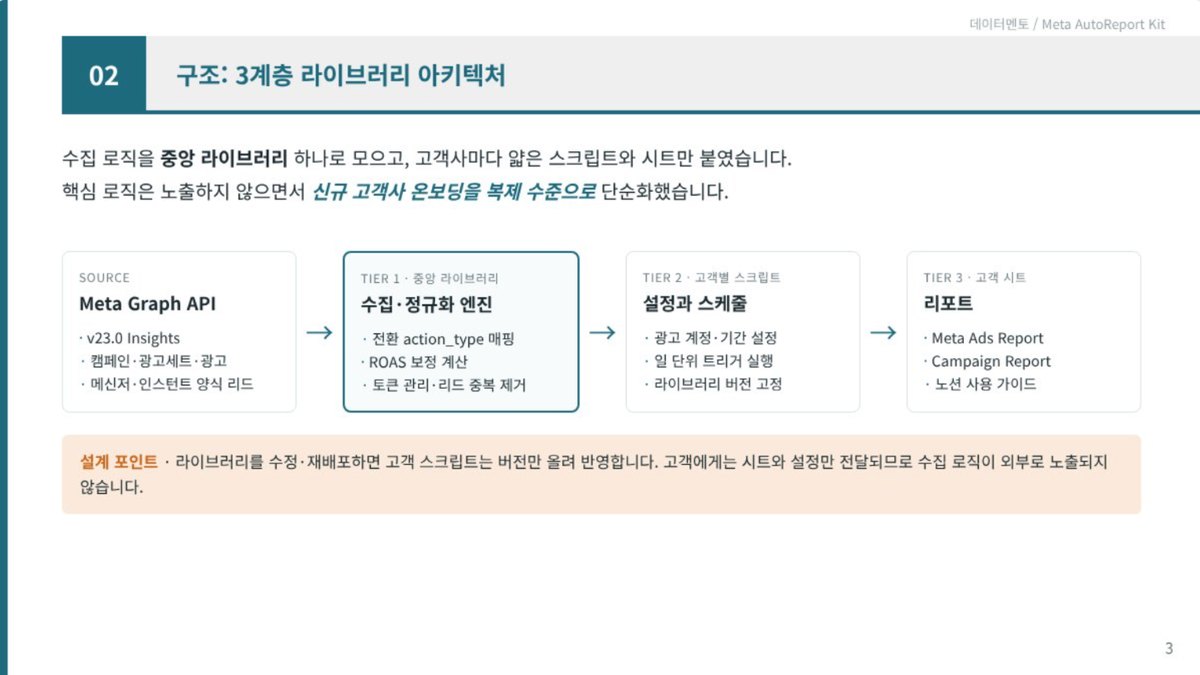 데이터멘토 / Meta AutoReport Kit
02
구조: 3계층 라이브러리 아키텍처
수집 로직을 중앙 라이브러리 하나로 모으고, 고객사마다 얇은 스크립트와 시트만 붙였습니다.
핵심 로직은 노출하지 않으면서 신규 고객사 온보딩을 복제 수준으로 단순화했습니다.
SOURCE
Meta Graph API
· v23.0 Insights
· 캠페인·광고세트·광고
· 메신저·인스턴트 양식 리드
→
TIER 1 · 중앙 라이브러리
수집·정규화 엔진
· 전환 action_type 매핑
· ROAS 보정 계산
· 토큰 관리·리드 중복 제거
→
TIER 2 · 고객별 스크립트
설정과 스케줄
· 광고 계정·기간 설정
· 일 단위 트리거 실행
· 라이브러리 버전 고정
→
TIER 3 · 고객 시트
리포트
· Meta Ads Report
· Campaign Report
· 노션 사용 가이드
설계 포인트 · 라이브러리를 수정·재배포하면 고객 스크립트는 버전만 올려 반영합니다. 고객에게는 시트와 설정만 전달되므로 수집 로직이 외부로 노출되지
않습니다.
3